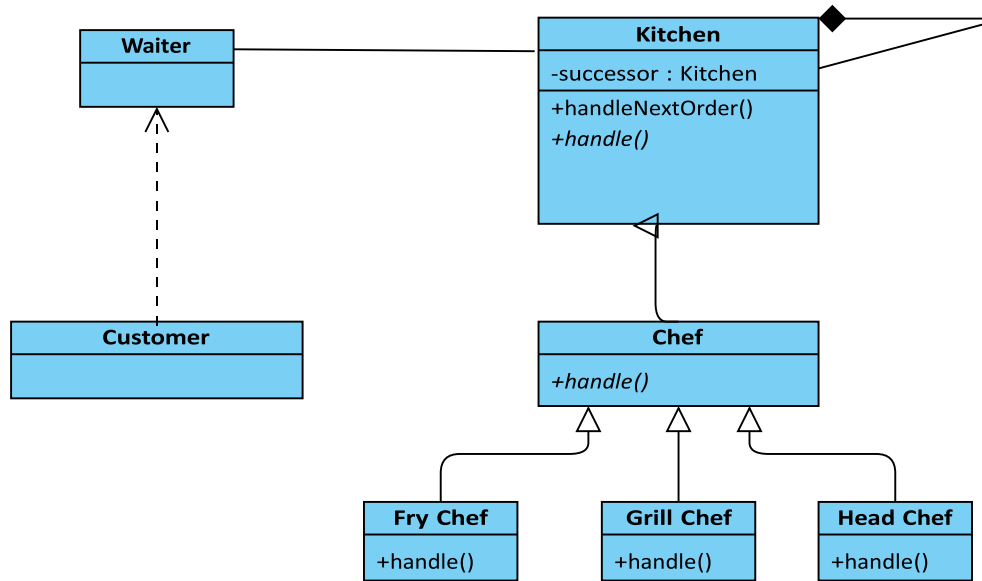 Waiter
Kitchen
-successor : Kitchen
+handleNextOrder()
+handle()
Customer
Chef
+handle()
Fry Chef
+handle()
Grill Chef
+handle()
Head Chef
+handle()